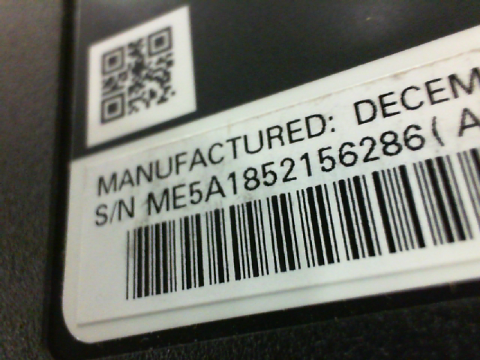 MANUFACTURED: DECEM
S/N ME5A1852156286( A